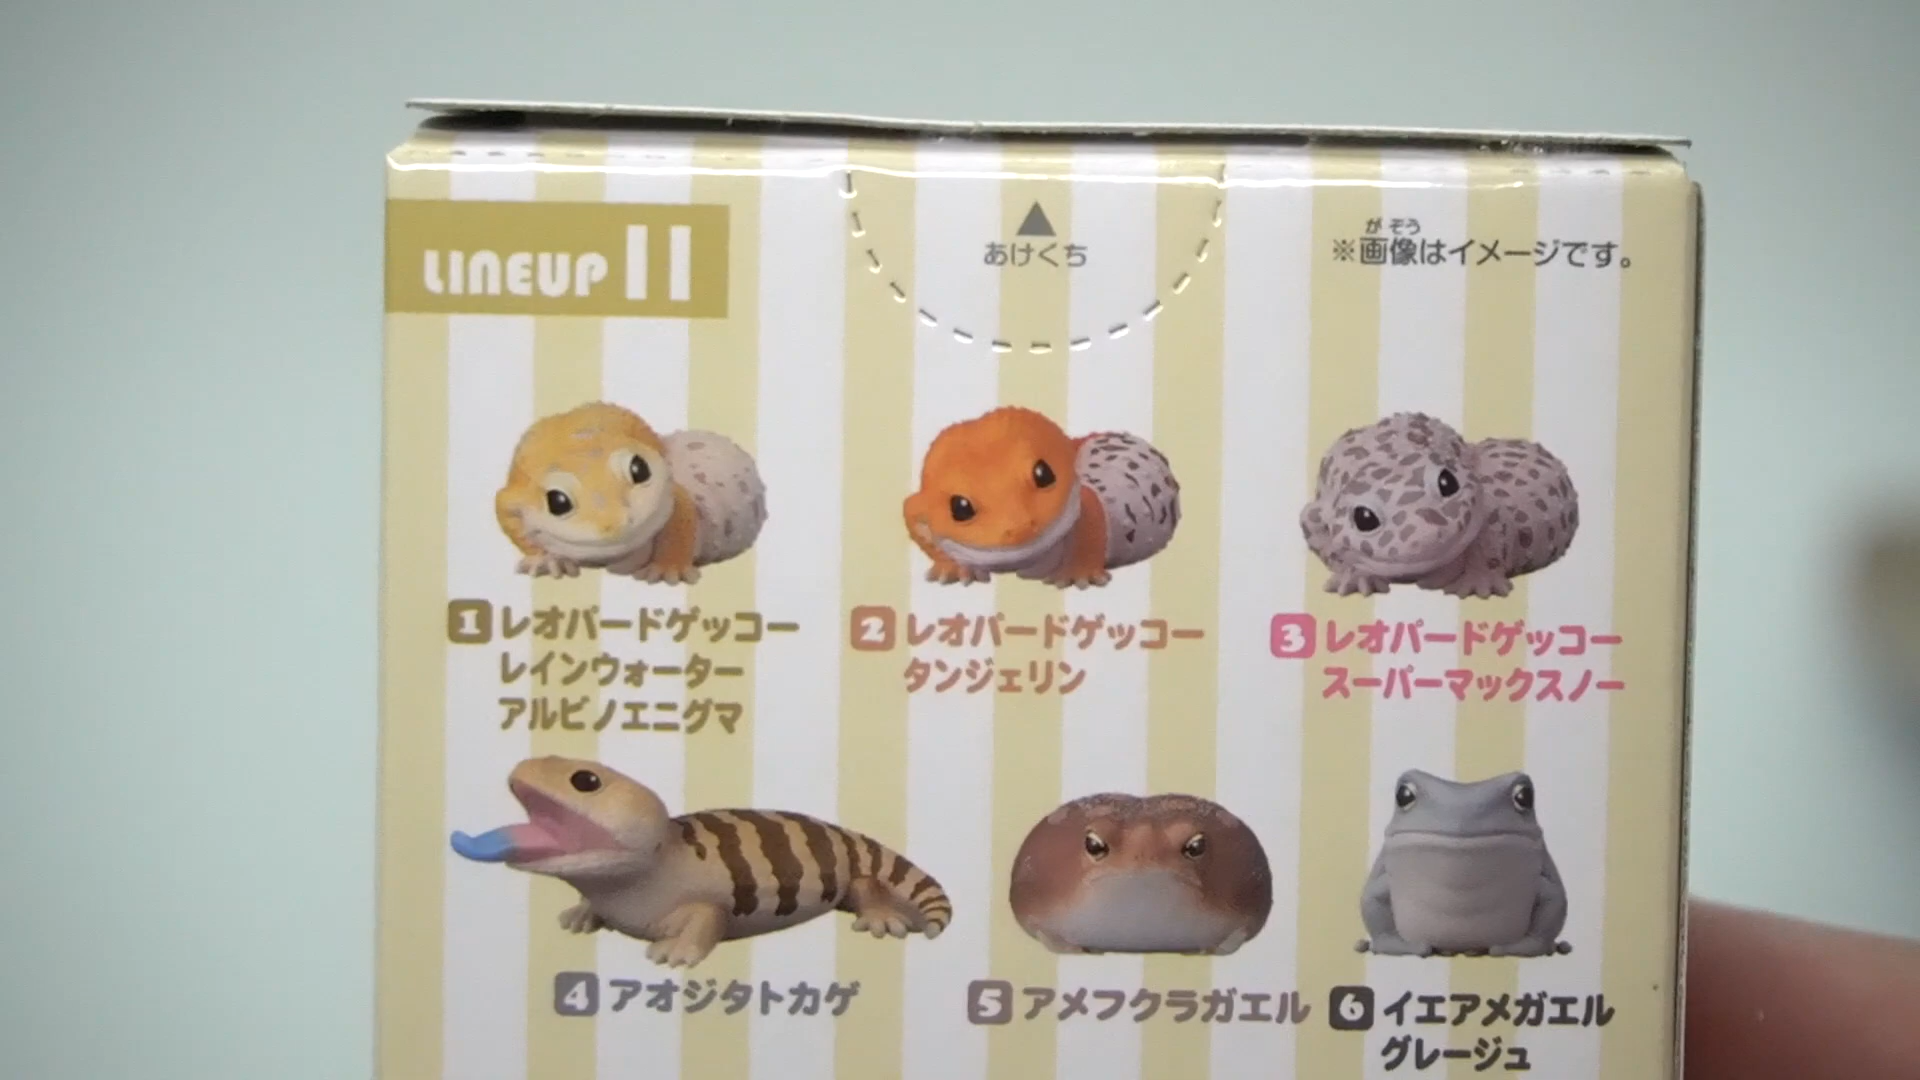 LINEUP 11
▲
あけくち
がぞう
※画像はイメージです。
1 レオパードゲッコー
レインウォーター
アルビノエニグマ
2 レオパードゲッコー
タンジェリン
3 レオパードゲッコー
スーパーマックスノー
4 アオジタトカゲ
5 アメフクラガエル
6 イエアメガエル
グレージュ